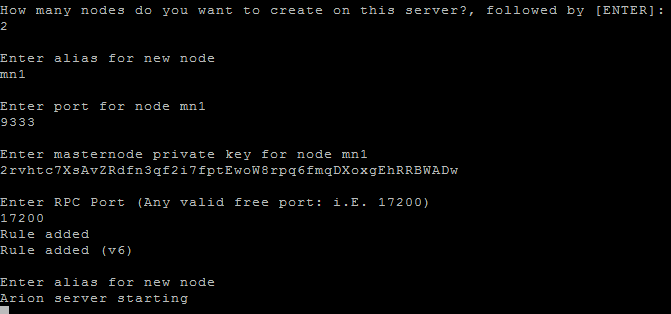 How many nodes do you want to create on this server?, followed by [ENTER]:
2
Enter alias for new node
mn1
Enter port for node mn1
9333
Enter masternode private key for node mn1
2rvhtc7XsAvZRdfn3qf2i7fptEwoW8rpq6fmqDXoxgEhRRBWADw
Enter RPC Port (Any valid free port: i.E. 17200)
17200
Rule added
Rule added (v6)
Enter alias for new node
Arion server starting